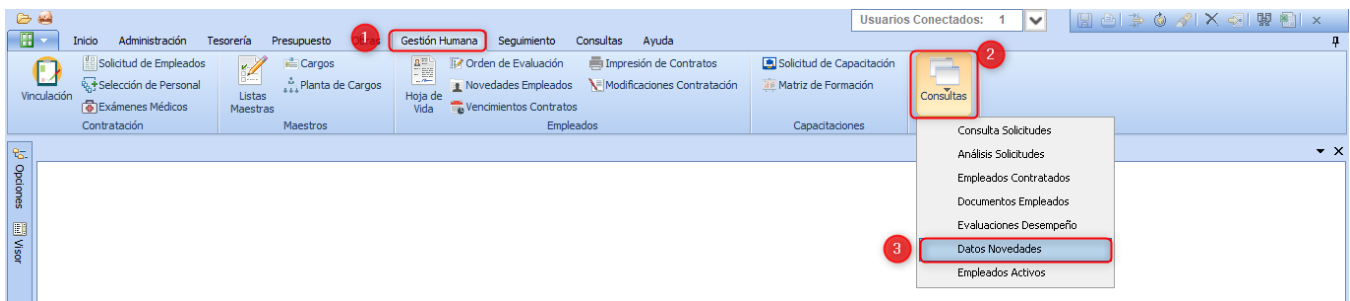 Usuarios Conectados: 1
Inicio Administración Tesorería Presupuesto 1 Gestión Humana Seguimiento Consultas Ayuda
2
Vinculación
Solicitud de Empleados
Selección de Personal
Exámenes Médicos
Contratación
Listas Maestras
Cargos
Planta de Cargos
Maestros
Hoja de Vida
Orden de Evaluación
Novedades Empleados
Vencimientos Contratos
Impresión de Contratos
Modificaciones Contratación
Empleados
Solicitud de Capacitación
Matriz de Formación
Capacitaciones
Consultas
Consulta Solicitudes
Análisis Solicitudes
Empleados Contratados
Documentos Empleados
Evaluaciones Desempeño
3 Datos Novedades
Empleados Activos
Opciones
Visor